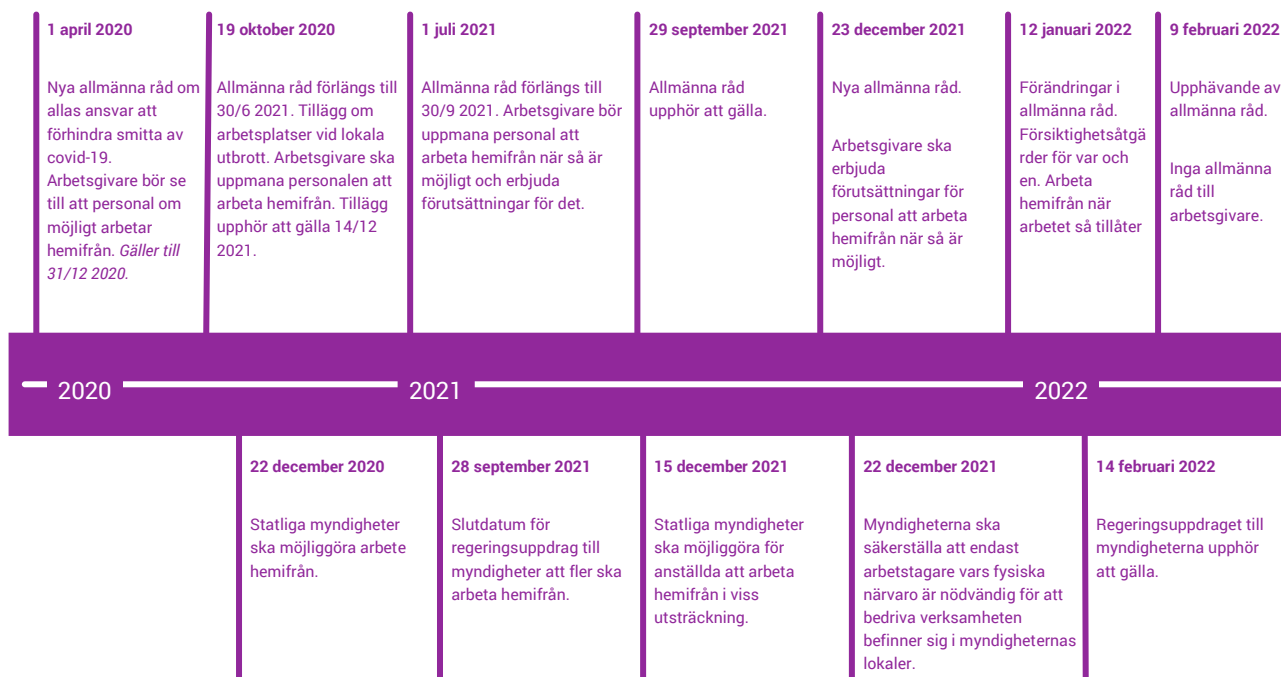 1 april 2020
Nya allmänna råd om
allas ansvar att
förhindra smitta av
covid-19.
Arbetsgivare bör se
till att personal om
möjligt arbetar
hemifrån. Gäller till
31/12 2020.
19 oktober 2020
Allmänna råd förlängs till
30/6 2021. Tillägg om
arbetsplatser vid lokala
utbrott. Arbetsgivare ska
uppmana personalen att
arbeta hemifrån. Tillägg
upphör att gälla 14/12
2021.
1 juli 2021
Allmänna råd förlängs till
30/9 2021. Arbetsgivare bör
uppmana personal att
arbeta hemifrån när så är
möjligt och erbjuda
förutsättningar för det.
29 september 2021
Allmänna råd
upphör att gälla.
23 december 2021
Nya allmänna råd.
Arbetsgivare ska
erbjuda
förutsättningar för
personal att arbeta
hemifrån när så är
möjligt.
12 januari 2022
Förändringar i
allmänna råd.
Försiktighetsåtgä
rder för var och
en. Arbeta
hemifrån när
arbetet så tillåter
9 februari 2022
Upphävande av
allmänna råd.
Inga allmänna
råd till
arbetsgivare.
2020
2021
2022
22 december 2020
Statliga myndigheter
ska möjliggöra arbete
hemifrån.
28 september 2021
Slutdatum för
regeringsuppdrag till
myndigheter att fler ska
arbeta hemifrån.
15 december 2021
Statliga myndigheter
ska möjliggöra för
anställda att arbeta
hemifrån i viss
utsträckning.
22 december 2021
Myndigheterna ska
säkerställa att endast
arbetstagare vars fysiska
närvaro är nödvändig för att
bedriva verksamheten
befinner sig i myndigheternas
lokaler.
14 februari 2022
Regeringsuppdraget till
myndigheterna upphör
att gälla.